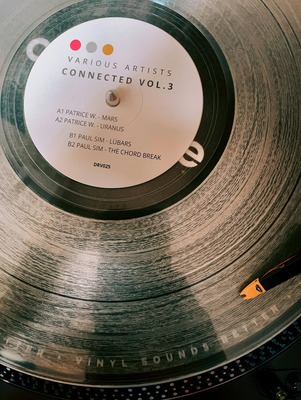 VARIOUS ARTISTS
CONNECTED VOL.3
A1 PATRICE W. - MARS
A2 PATRICE W. - URANUS
B1 PAUL SIM - LÜBARS
B2 PAUL SIM - THE CHORD BREAK
DRV025
VINYL SOUNDS BETTER